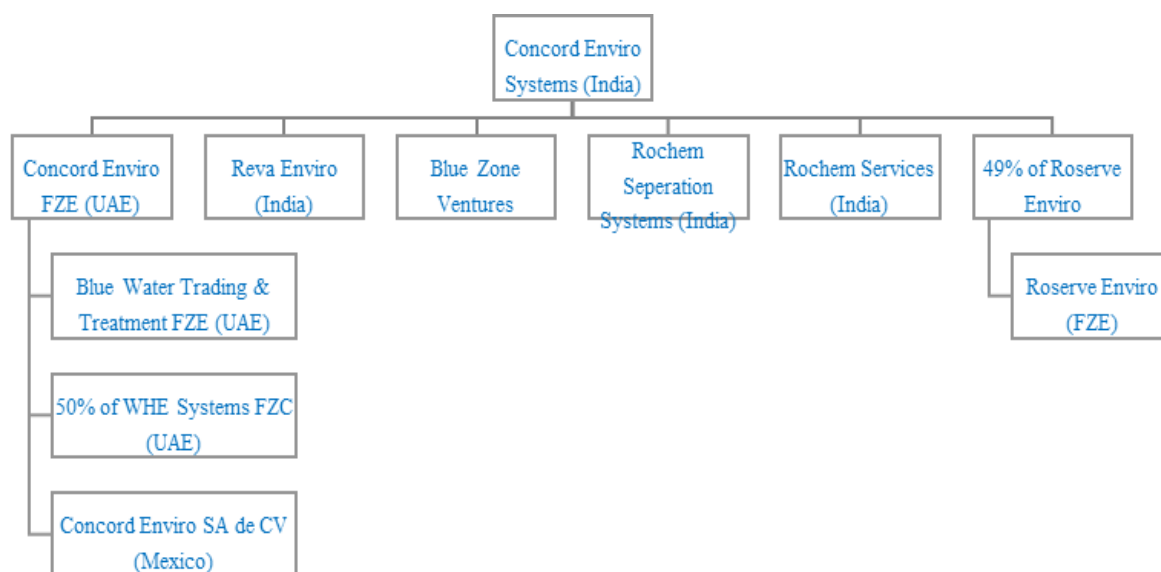 Concord Enviro
Systems (India)
Concord Enviro
FZE (UAE)
Reva Enviro
(India)
Blue Zone
Ventures
Rochem
Seperation
Systems (India)
Rochem Services
(India)
49% of Roserve
Enviro
Blue Water Trading &
Treatment FZE (UAE)
50% of WHE Systems FZC
(UAE)
Concord Enviro SA de CV
(Mexico)
Roserve Enviro
(FZE)